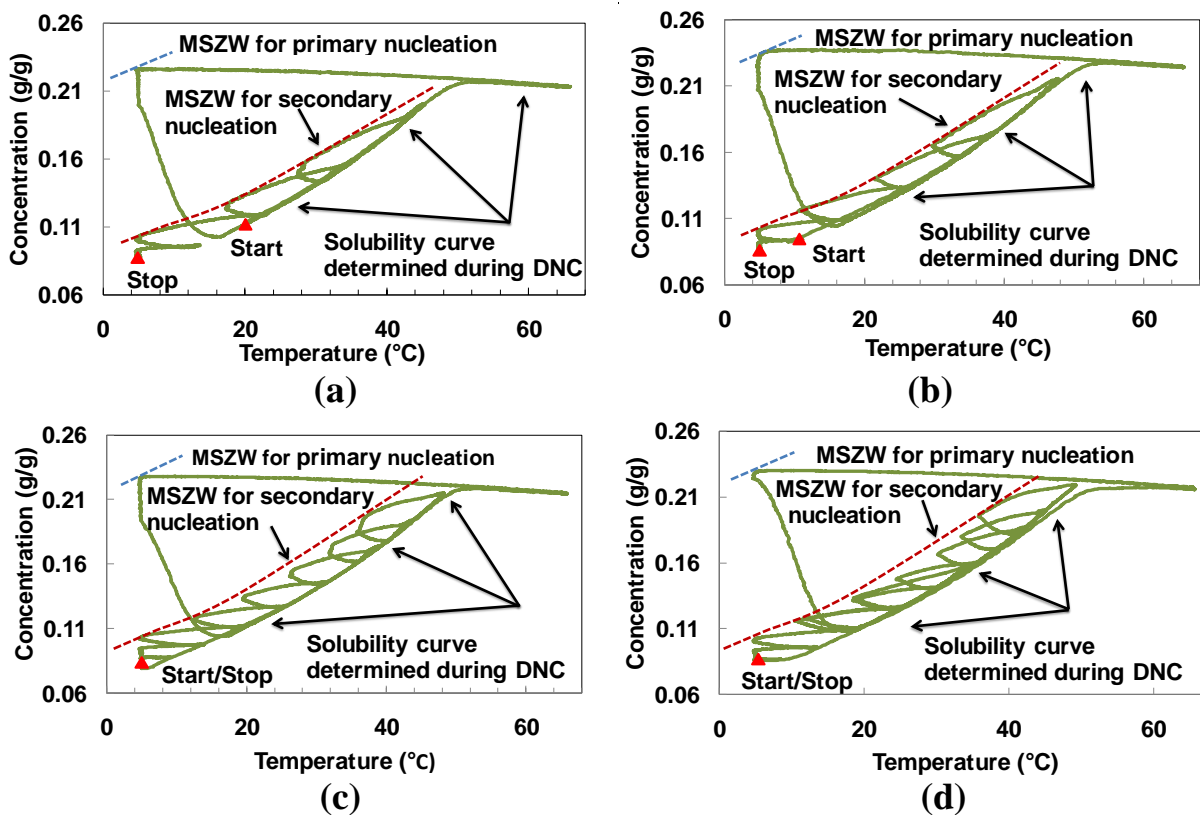 0.26
0.21
0.16
0.11
0.06
Concentration (g/g)
MSZW for primary nucleation
MSZW for secondary
nucleation
Start
Stop
Solubility curve
determined during DNC
0 20 40 60
Temperature (°C)
(a)
0.26
0.21
0.16
0.11
0.06
Concentration (g/g)
MSZW for primary nucleation
MSZW for secondary
nucleation
Start
Stop
Solubility curve
determined during DNC
0 20 40 60
Temperature (°C)
(b)
0.26
0.21
0.16
0.11
0.06
Concentration (g/g)
MSZW for primary nucleation
MSZW for secondary
nucleation
Start/Stop
Solubility curve
determined during DNC
0 20 40 60
Temperature (°C)
(c)
0.26
0.21
0.16
0.11
0.06
Concentration (g/g)
MSZW for primary nucleation
MSZW for secondary
nucleation
Start/Stop
Solubility curve
determined during DNC
0 20 40 60
Temperature (°C)
(d)